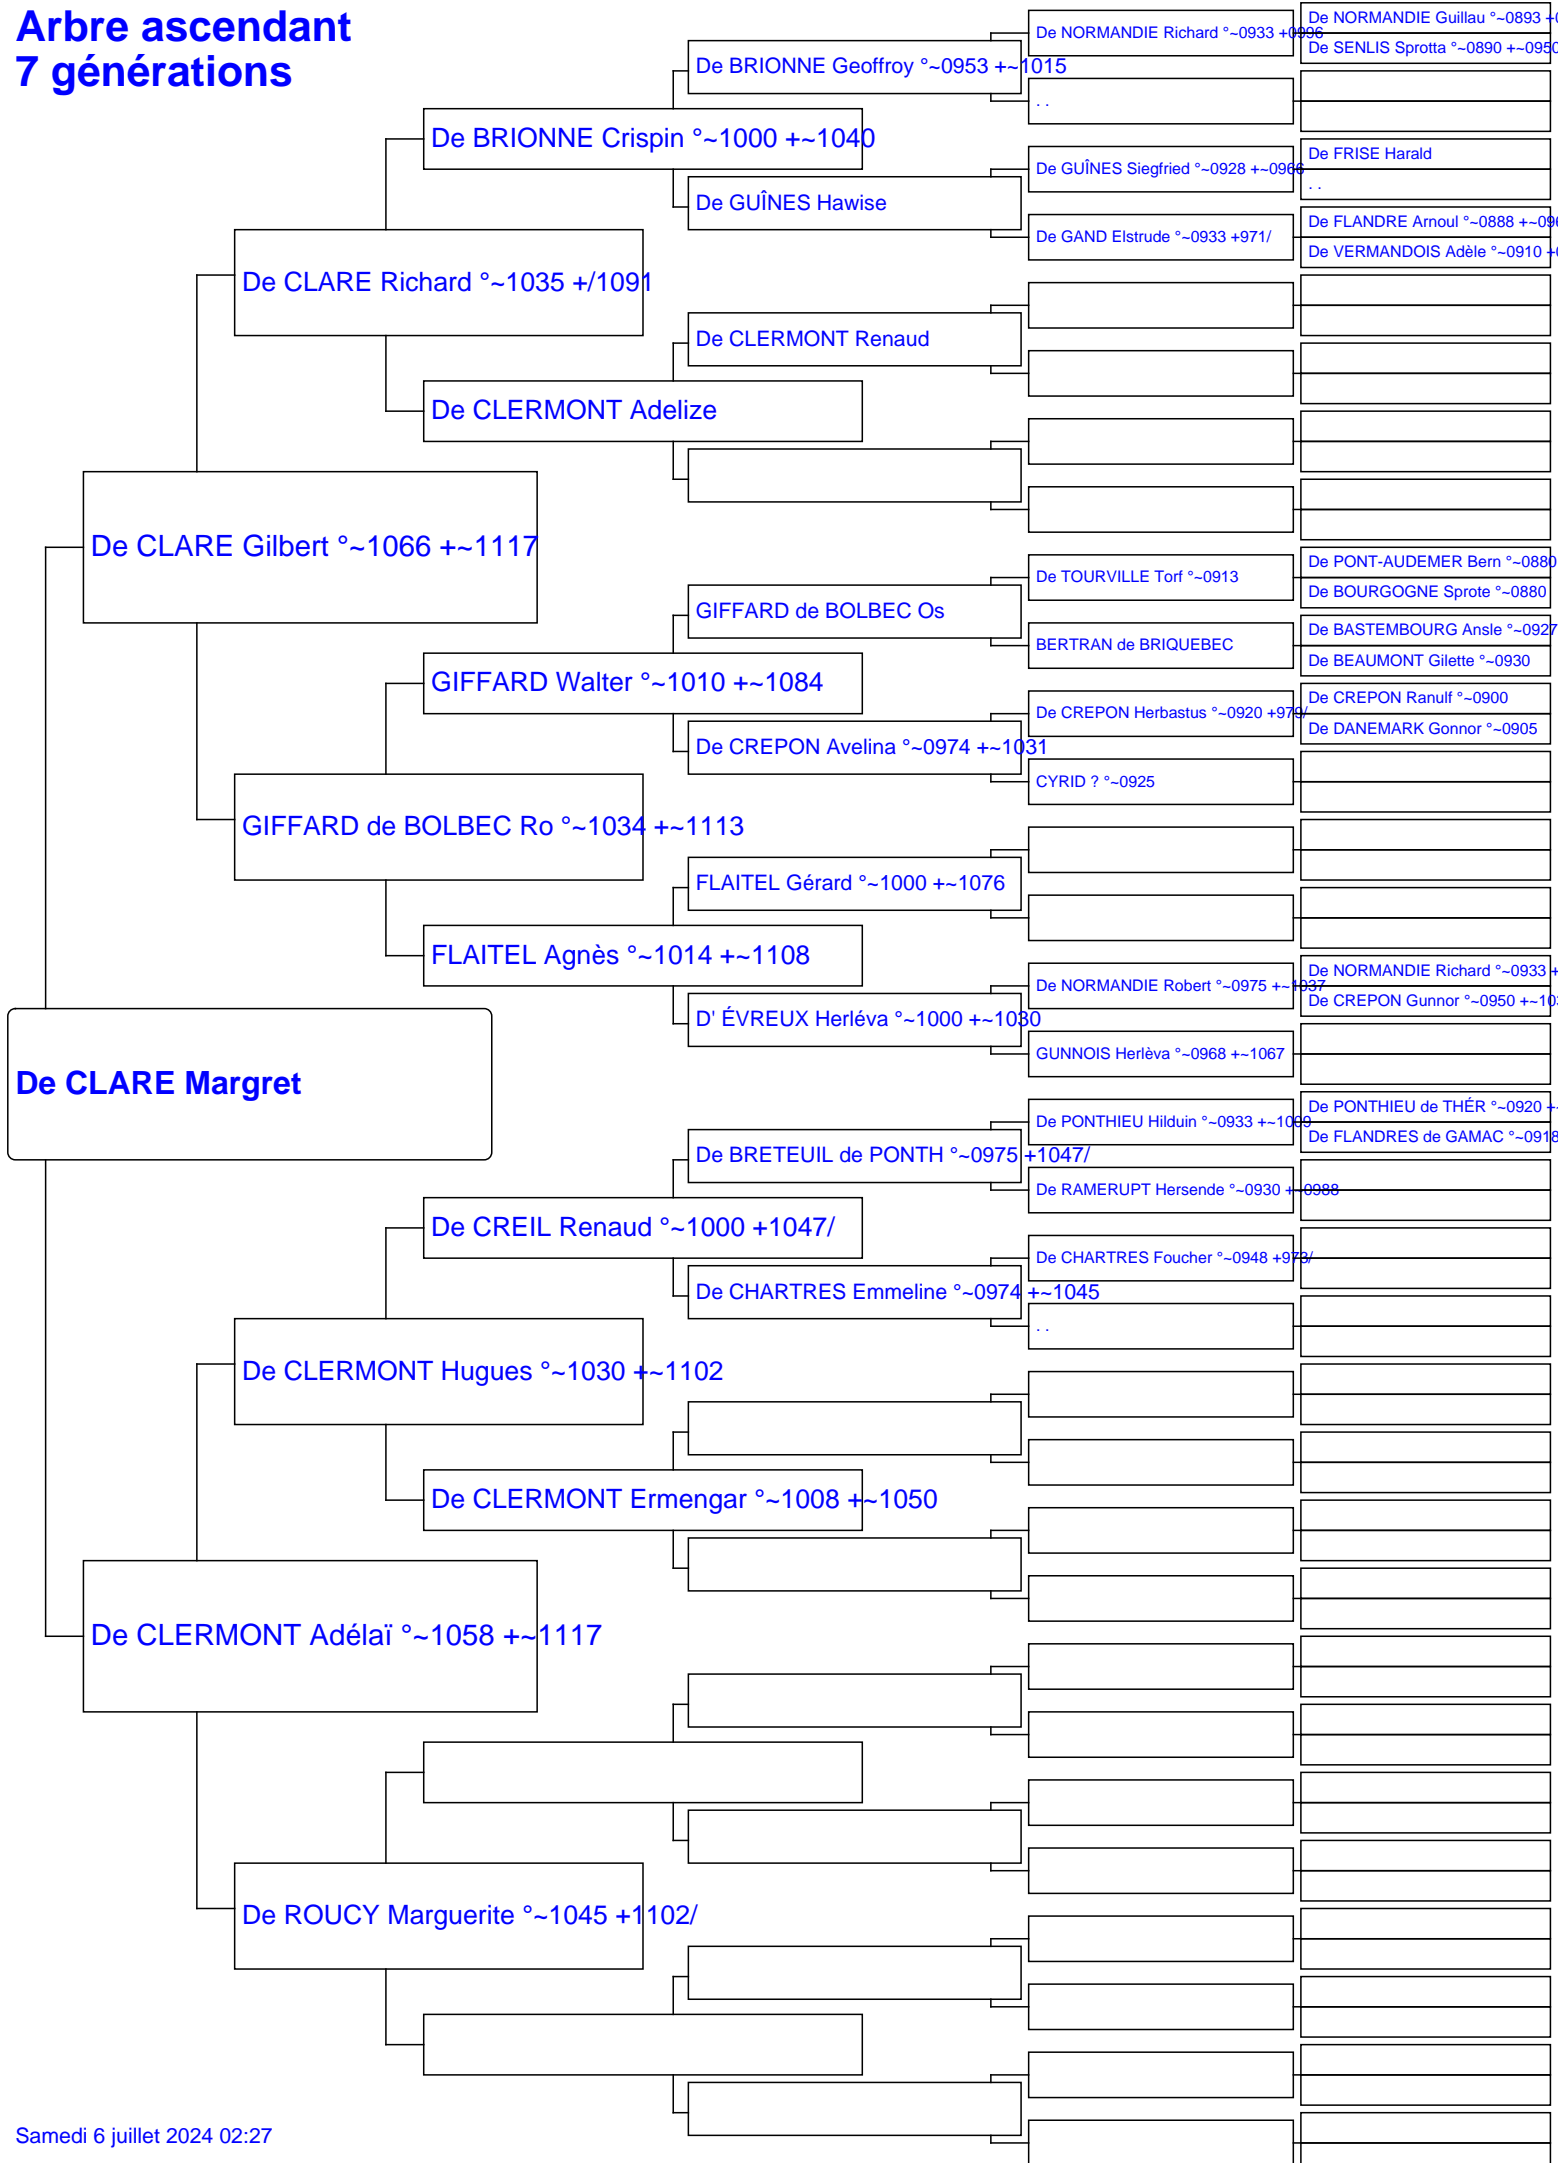 Arbre ascendant
7 générations
De CLARE Margret
De CLARE Gilbert °~1066 +~1117
De CLERMONT Adélaï °~1058 +~1117
De CLARE Richard °~1035 +/1091
GIFFARD de BOLBEC Ro °~1034 +~1113
De CLERMONT Hugues °~1030 +~1102
De ROUCY Marguerite °~1045 +1102/
De BRIONNE Crispin °~1000 +~1040
De CLERMONT Adelize
GIFFARD Walter °~1010 +~1084
FLAITEL Agnès °~1014 +~1108
De CREIL Renaud °~1000 +1047/
De CLERMONT Ermengar °~1008 +~1050
De BRIONNE Geoffroy °~0953 +~1015
De GUÎNES Hawise
De CLERMONT Renaud
GIFFARD de BOLBEC Os
De CREPON Avelina °~0974 +~1031
FLAITEL Gérard °~1000 +~1076
D' ÉVREUX Herléva °~1000 +~1030
De BRETEUIL de PONTH °~0975 +1047/
De CHARTRES Emmeline °~0974 +~1045
De NORMANDIE Richard °~0933 +0996
. .
De GUÎNES Siegfried °~0928 +~0966
De GAND Elstrude °~0933 +971/
De TOURVILLE Torf °~0913
BERTRAN de BRIQUEBEC
De CREPON Herbastus °~0920 +979/
CYRID ? °~0925
De NORMANDIE Robert °~0975 +~1037
GUNNOIS Herlèva °~0968 +~1067
De PONTHIEU Hilduin °~0933 +~1009
De RAMERUPT Hersende °~0930 +~0988
De CHARTRES Foucher °~0948 +973/
. .
De NORMANDIE Guillau °~0893 +0
De SENLIS Sprotta °~0890 +~0950
De FRISE Harald
. .
De FLANDRE Arnoul °~0888 +~096
De VERMANDOIS Adèle °~0910 +0
De PONT-AUDEMER Bern °~0880
De BOURGOGNE Sprote °~0880
De BASTEMBOURG Ansle °~0927
De BEAUMONT Gilette °~0930
De CREPON Ranulf °~0900
De DANEMARK Gonnor °~0905
De NORMANDIE Richard °~0933 +
De CREPON Gunnor °~0950 +~103
De PONTHIEU de THÉR °~0920 +~
De FLANDRES de GAMAC °~0918
Samedi 6 juillet 2024 02:27